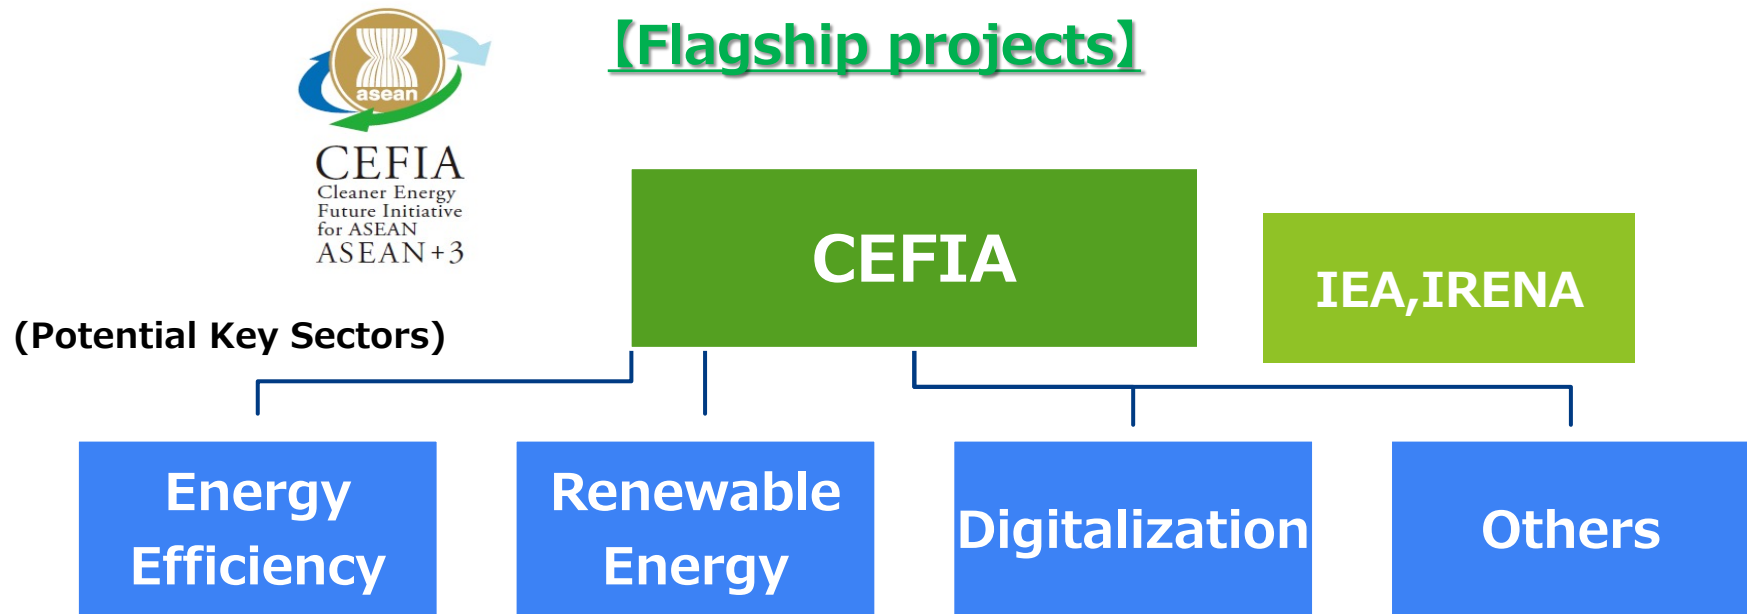 【Flagship projects】
asean
CEFIA
Cleaner Energy
Future Initiative
for ASEAN
ASEAN+3
CEFIA
IEA,IRENA
(Potential Key Sectors)
Energy
Efficiency
Renewable
Energy
Digitalization
Others